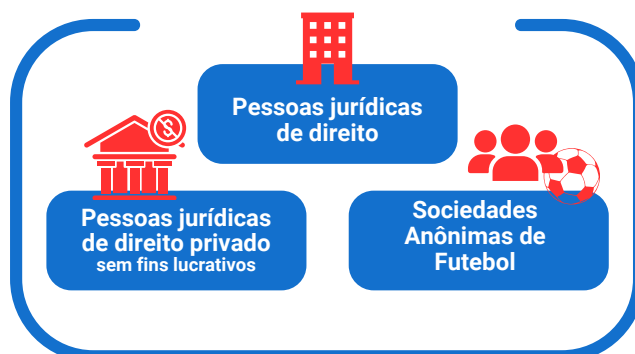 Pessoas jurídicas
de direito
Pessoas jurídicas
de direito privado
sem fins lucrativos
Sociedades
Anônimas de
Futebol